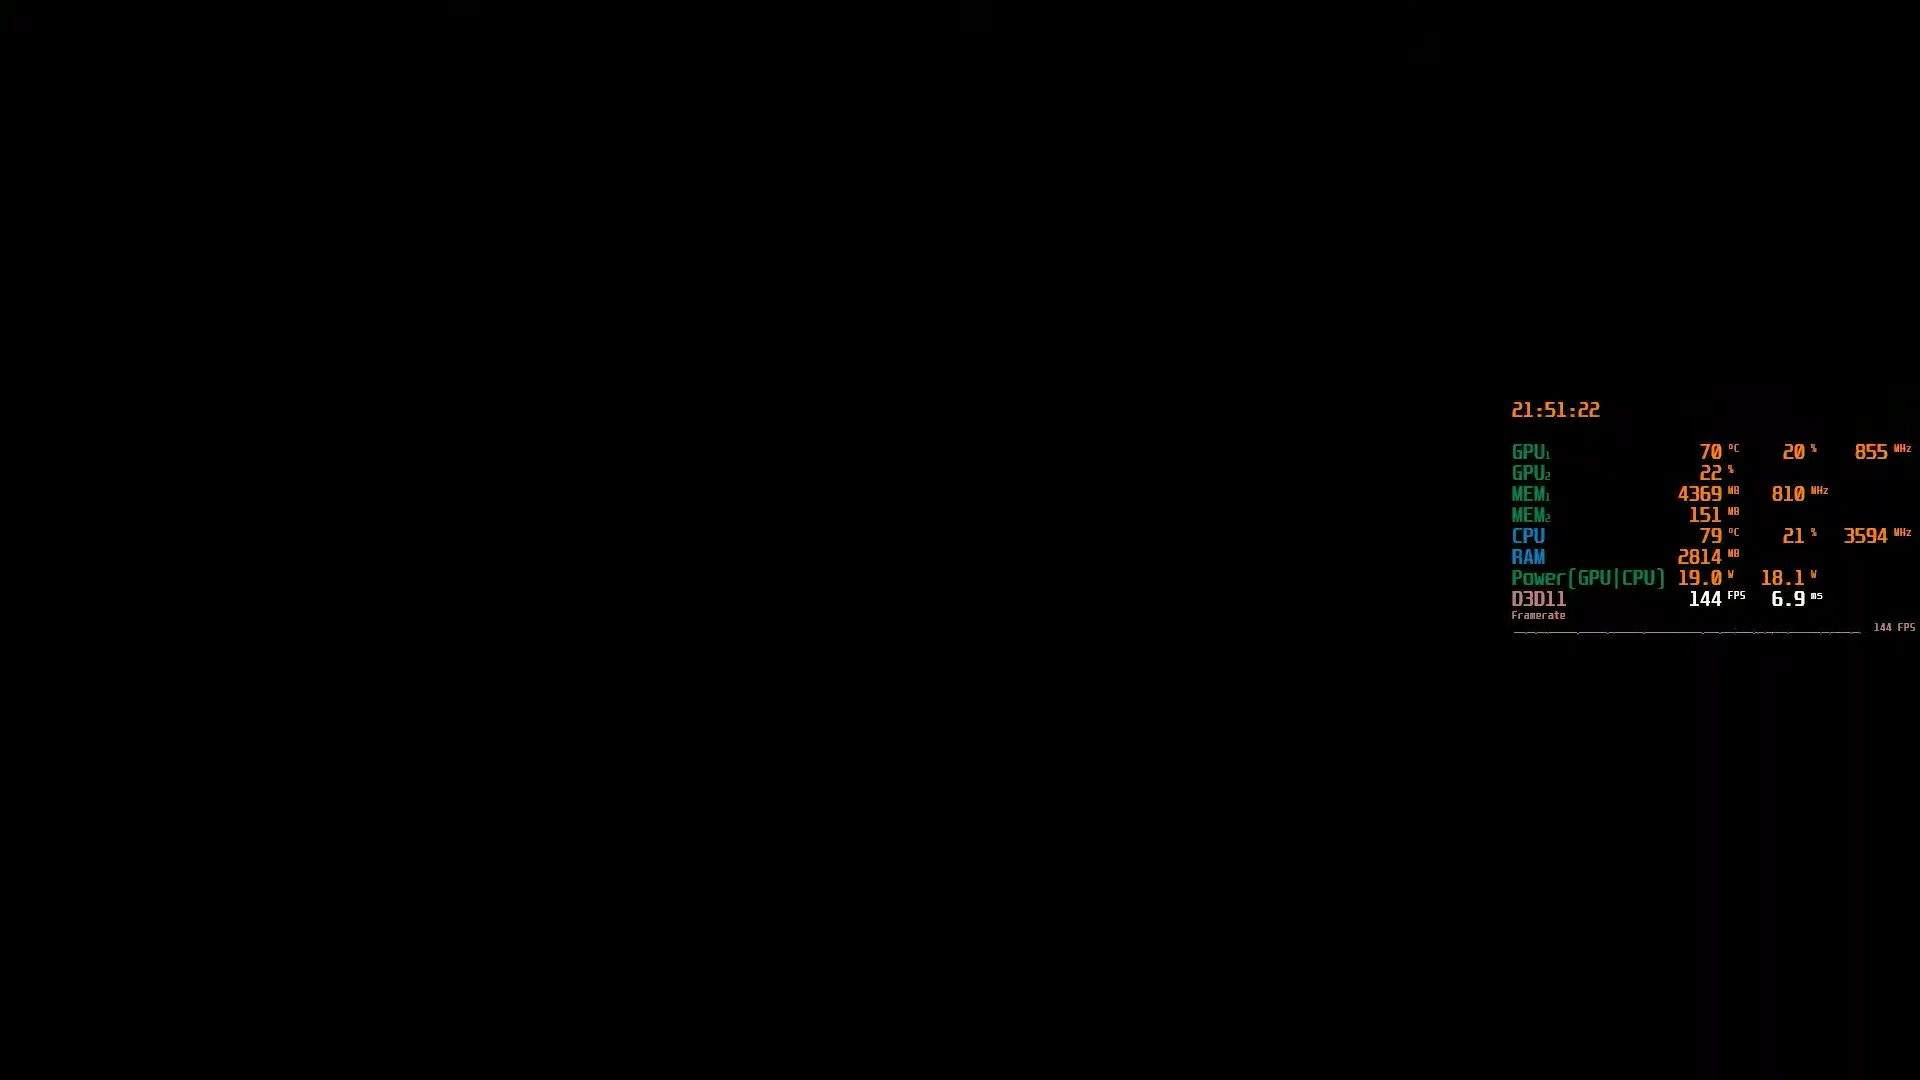 21:51:22
GPU1 70 °C 20 % 855 MHz
GPU2 22 %
MEM1 4369 MB 810 MHz
MEM2 151 MB
CPU 79 °C 21 % 3594 MHz
RAM 2814 MB
Power[GPU|CPU] 19.0 W 18.1 W
D3D11 144 FPS 6.9 ms
Framerate
144 FPS